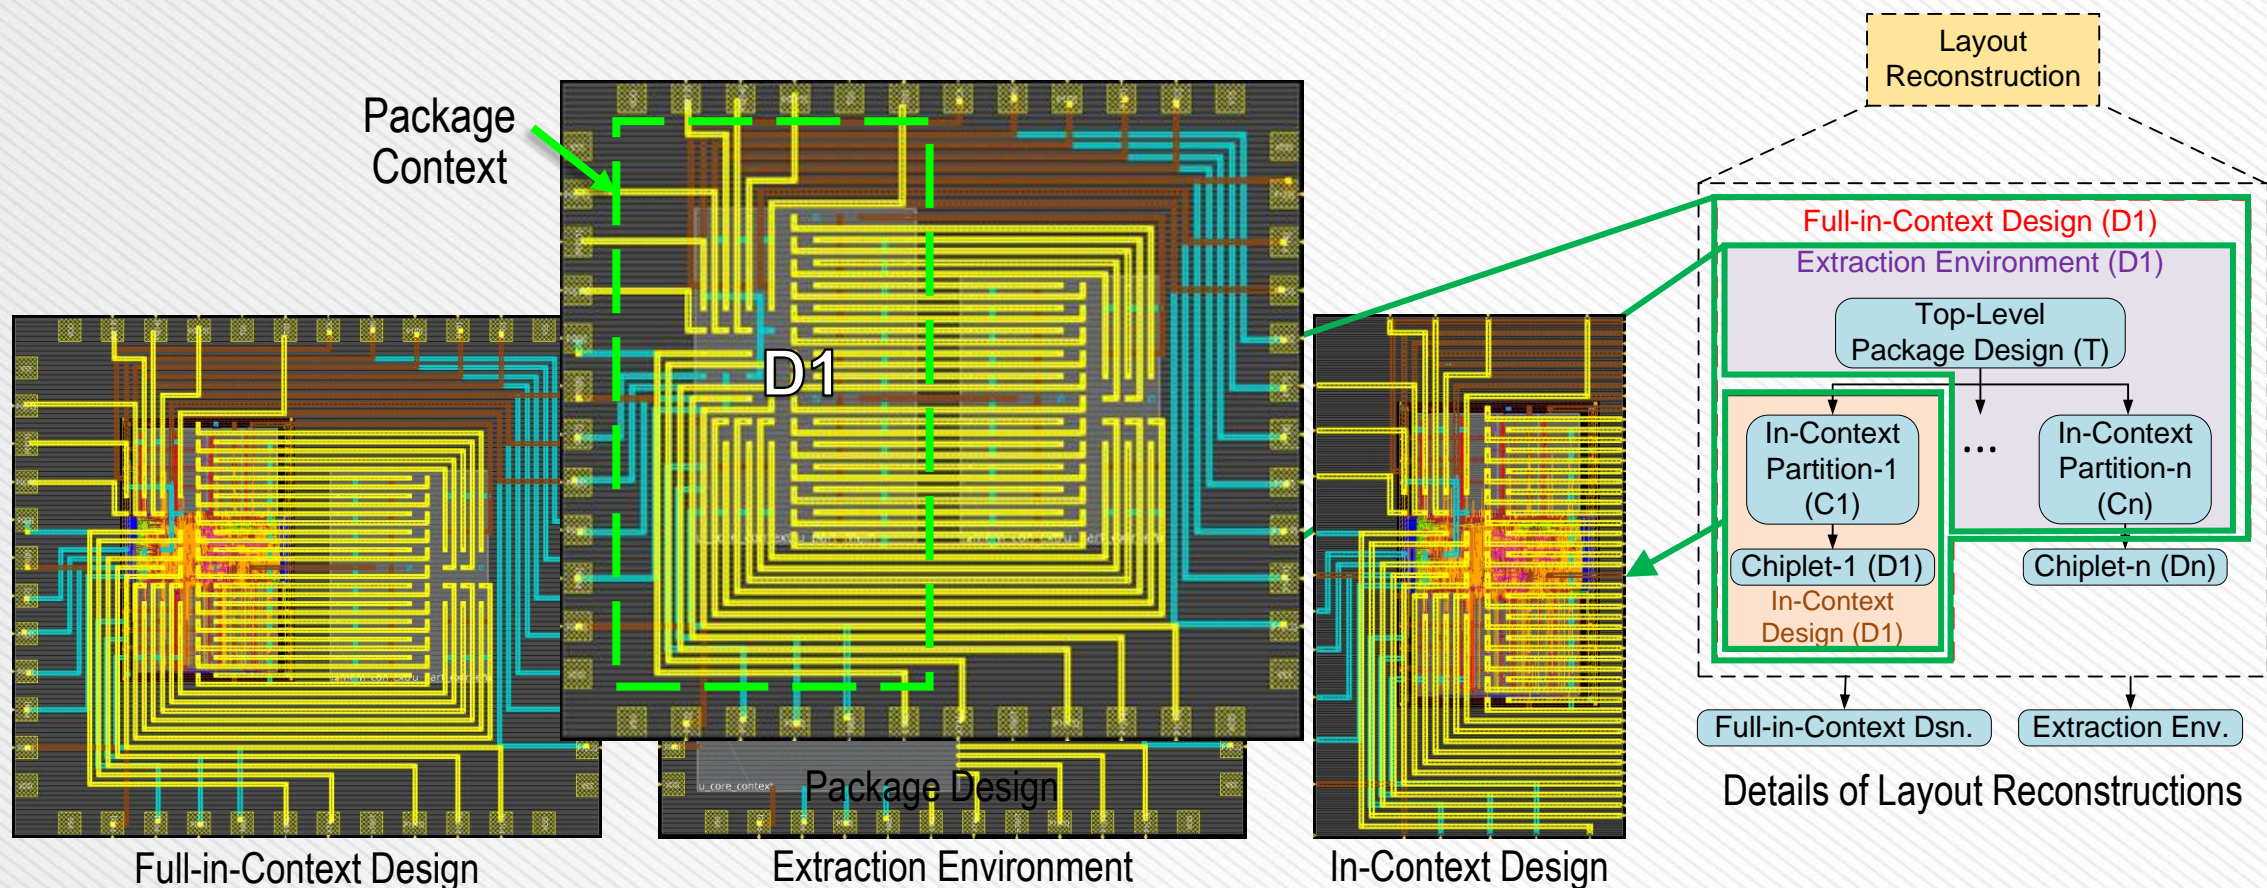 Layout
Reconstruction
Package
Context
Full-in-Context Design (D1)
Extraction Environment (D1)
Top-Level
Package Design (T)
D1
In-Context
Partition-1
(C1)
...
In-Context
Partition-n
(Cn)
Chiplet-1 (D1)
Chiplet-n (Dn)
In-Context
Design (D1)
Full-in-Context Dsn.
Extraction Env.
u_core_context
Package Design
Details of Layout Reconstructions
Full-in-Context Design
Extraction Environment
In-Context Design